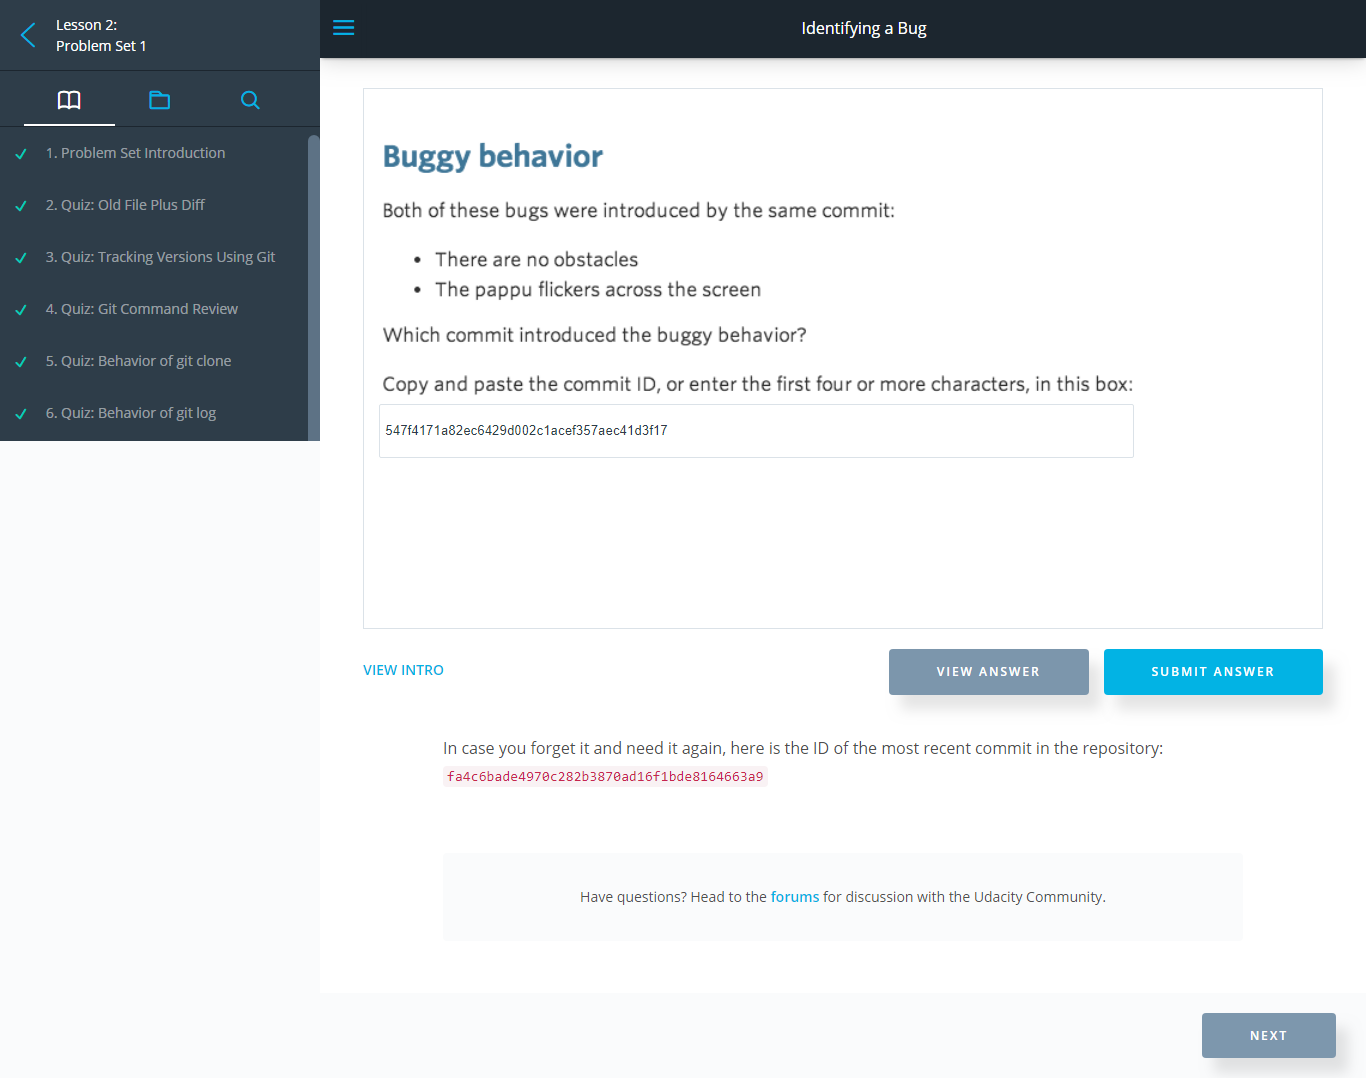 Lesson 2:
Problem Set 1
Identifying a Bug
1. Problem Set Introduction
2. Quiz: Old File Plus Diff
3. Quiz: Tracking Versions Using Git
4. Quiz: Git Command Review
5. Quiz: Behavior of git clone
6. Quiz: Behavior of git log
Buggy behavior
Both of these bugs were introduced by the same commit:
• There are no obstacles
• The pappu flickers across the screen
Which commit introduced the buggy behavior?
Copy and paste the commit ID, or enter the first four or more characters, in this box:
547f4171a82ec6429d002c1acef357aec41d3f17
VIEW INTRO
VIEW ANSWER
SUBMIT ANSWER
In case you forget it and need it again, here is the ID of the most recent commit in the repository:
fa4c6bade4970c282b3870ad16f1bde8164663a9
Have questions? Head to the forums for discussion with the Udacity Community.
NEXT